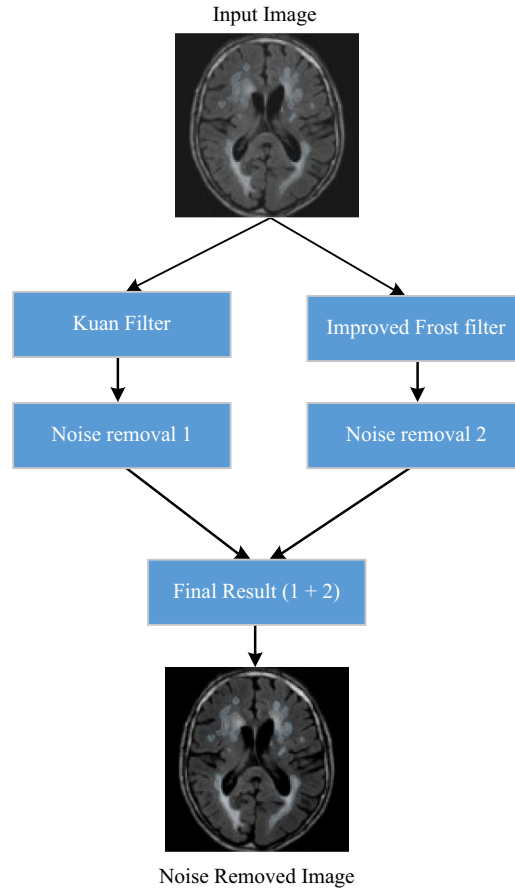 Input Image
Kuan Filter
Improved Frost filter
Noise removal 1
Noise removal 2
Final Result (1 + 2)
Noise Removed Image